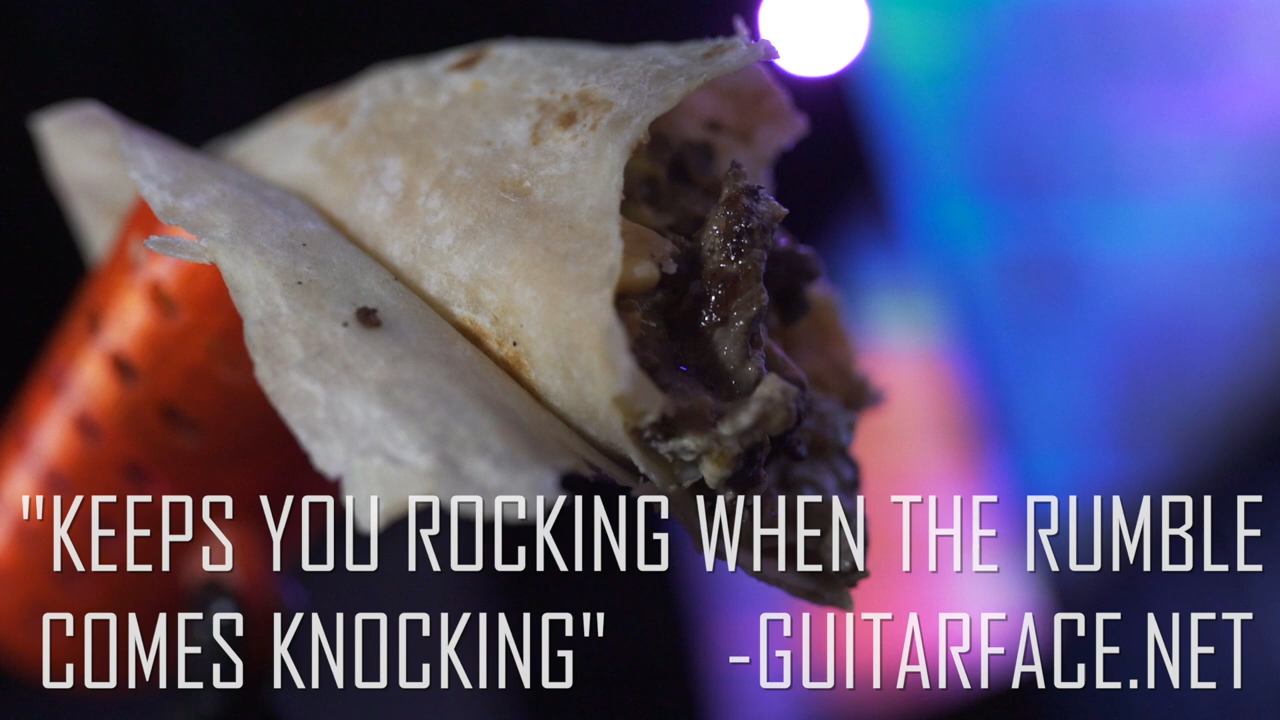 "KEEPS YOU ROCKING WHEN THE RUMBLE
COMES KNOCKING" -GUITARFACE.NET